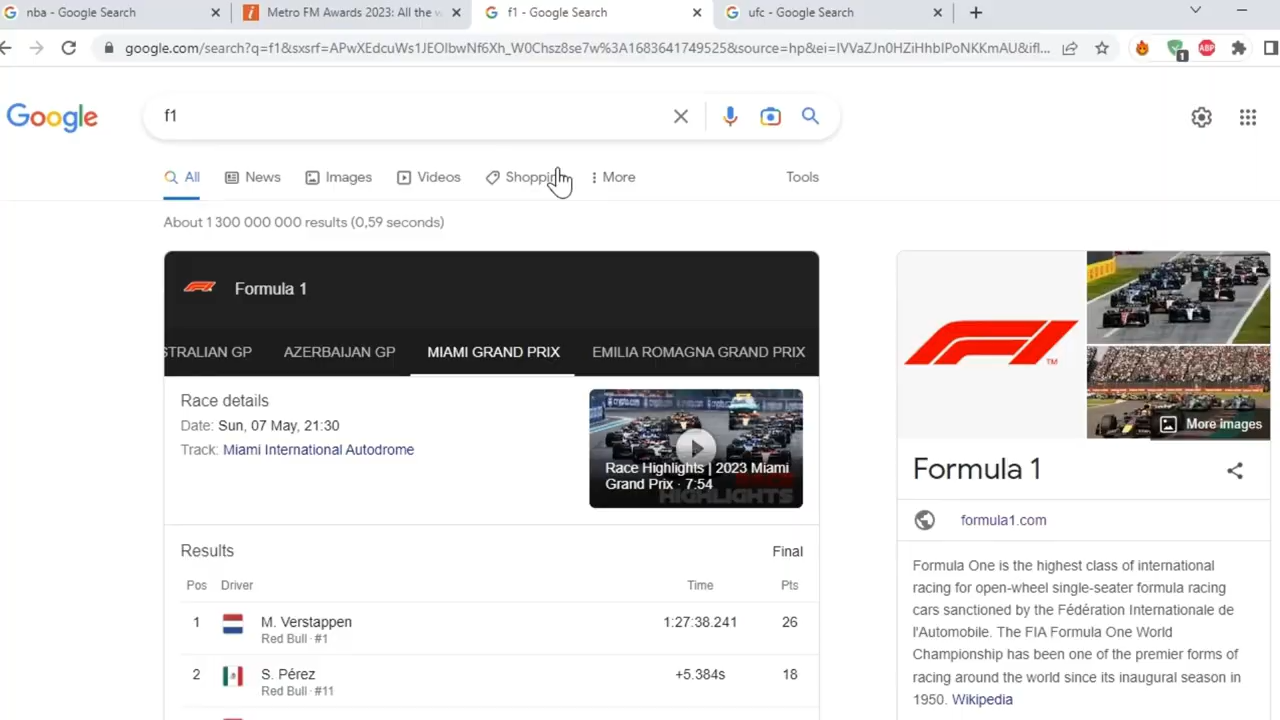 nba - Google Search
Metro FM Awards 2023: All the w
f1 - Google Search
ufc - Google Search
google.com/search?q=f1&sxsrf=APwXEdcuWs1JEOIbwNf6Xh_W0Chsz8se7w%3A1683641749525&source=hp&ei=IVVaZJn0HZiHhbIPoNKKmAU&ifl...
1
ABP
Google
f1
All
News
Images
Videos
Shopping
More
Tools
About 1 300 000 000 results (0,59 seconds)
Formula 1
STRALIAN GP
AZERBAIJAN GP
MIAMI GRAND PRIX
EMILIA ROMAGNA GRAND PRIX
Race details
Date: Sun, 07 May, 21:30
Track: Miami International Autodrome
crypto.com
Race Highlights | 2023 Miami
Grand Prix · 7:54
HIGHLIGHTS
Results
Final
Pos Driver Time Pts
1 M. Verstappen 1:27:38.241 26
Red Bull · #1
2 S. Pérez +5.384s 18
Red Bull · #11
F1
TM
More images
Formula 1
formula1.com
Formula One is the highest class of international
racing for open-wheel single-seater formula racing
cars sanctioned by the Fédération Internationale de
l'Automobile. The FIA Formula One World
Championship has been one of the premier forms of
racing around the world since its inaugural season in
1950. Wikipedia